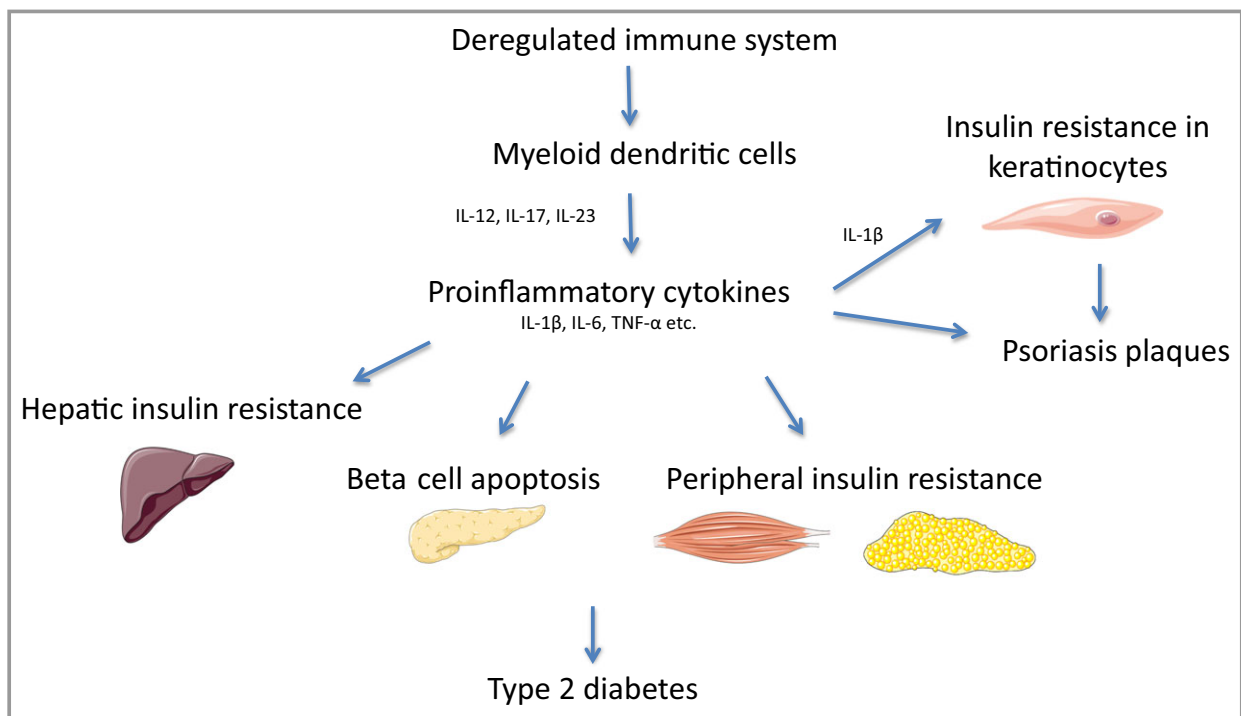 Deregulated immune system
Myeloid dendritic cells
Insulin resistance in
keratinocytes
IL-12, IL-17, IL-23
IL-1β
Proinflammatory cytokines
IL-1β, IL-6, TNF-α etc.
Psoriasis plaques
Hepatic insulin resistance
Beta cell apoptosis
Peripheral insulin resistance
Type 2 diabetes